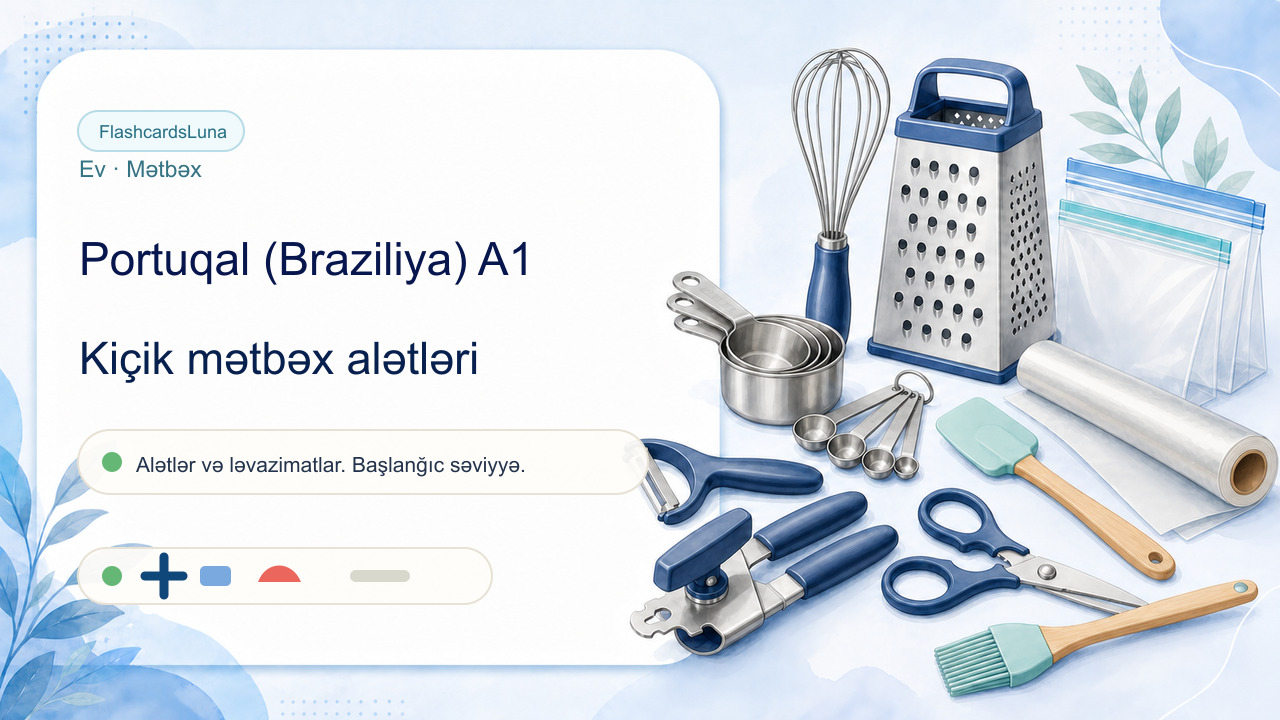 FlashcardsLuna
Ev · Mətbəx
Portuqal (Braziliya) A1
Kiçik mətbəx alətləri
Alətlər və ləvazimatlar. Başlanğıc səviyyə.